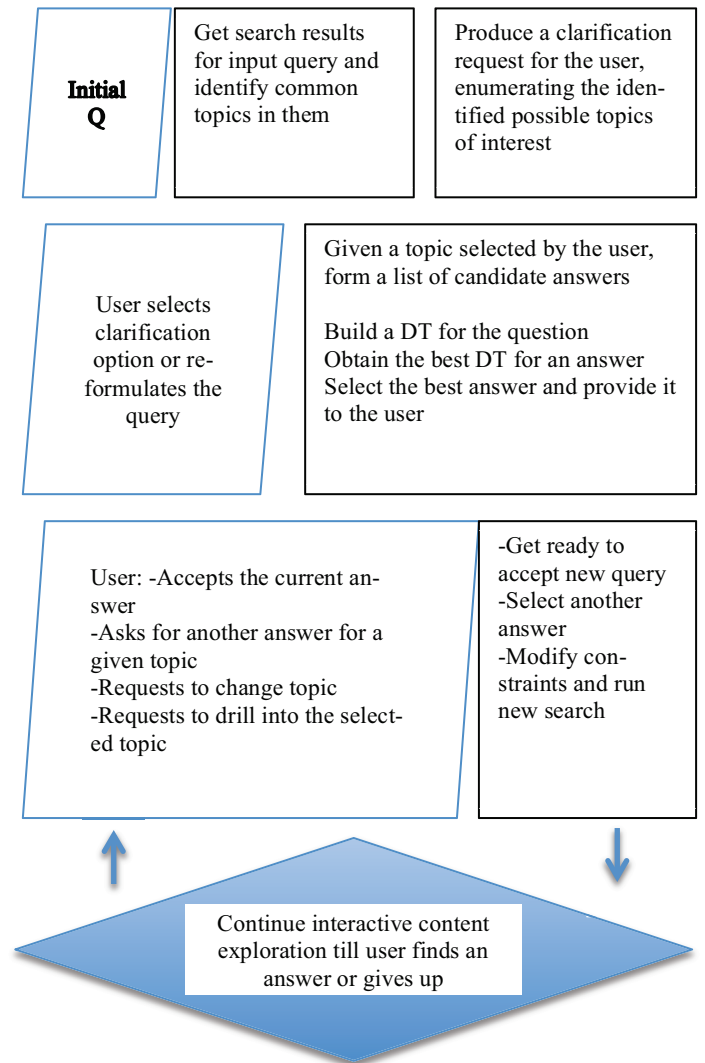 Initial
Q
Get search results
for input query and
identify common
topics in them
Produce a clarification
request for the user,
enumerating the iden-
tified possible topics
of interest
User selects
clarification
option or re-
formulates the
query
Given a topic selected by the user,
form a list of candidate answers
Build a DT for the question
Obtain the best DT for an answer
Select the best answer and provide it
to the user
User: -Accepts the current an-
swer
-Asks for another answer for a
given topic
-Requests to change topic
-Requests to drill into the select-
ed topic
-Get ready to
accept new query
-Select another
answer
-Modify con-
straints and run
new search
Continue interactive content
exploration till user finds an
answer or gives up